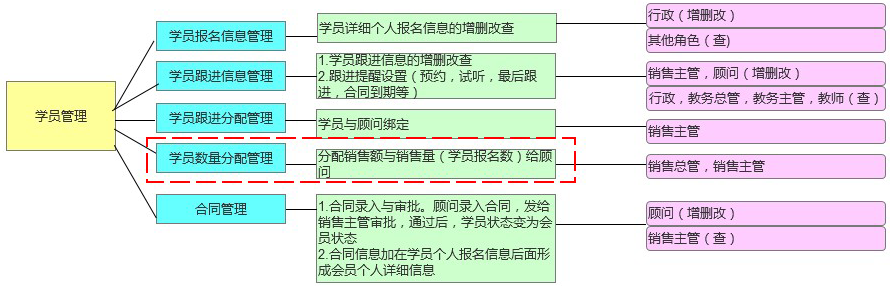 学员管理
学员报名信息管理
学员详细个人报名信息的增删改查
行政（增删改）
其他角色（查)
学员跟进信息管理
1.学员跟进信息的增删改查
2.跟进提醒设置（预约，试听，最后跟
进，合同到期等）
销售主管，顾问（增删改）
行政，教务总管，教务主管，教师（查）
学员跟进分配管理
学员与顾问绑定
销售主管
学员数量分配管理
分配销售额与销售量（学员报名数）给顾
问
销售总管，销售主管
合同管理
1.合同录入与审批。顾问录入合同，发给
销售主管审批，通过后，学员状态变为会
员状态
2.合同信息加在学员个人报名信息后面形
成会员个人详细信息
顾问（增删改）
销售主管（查）